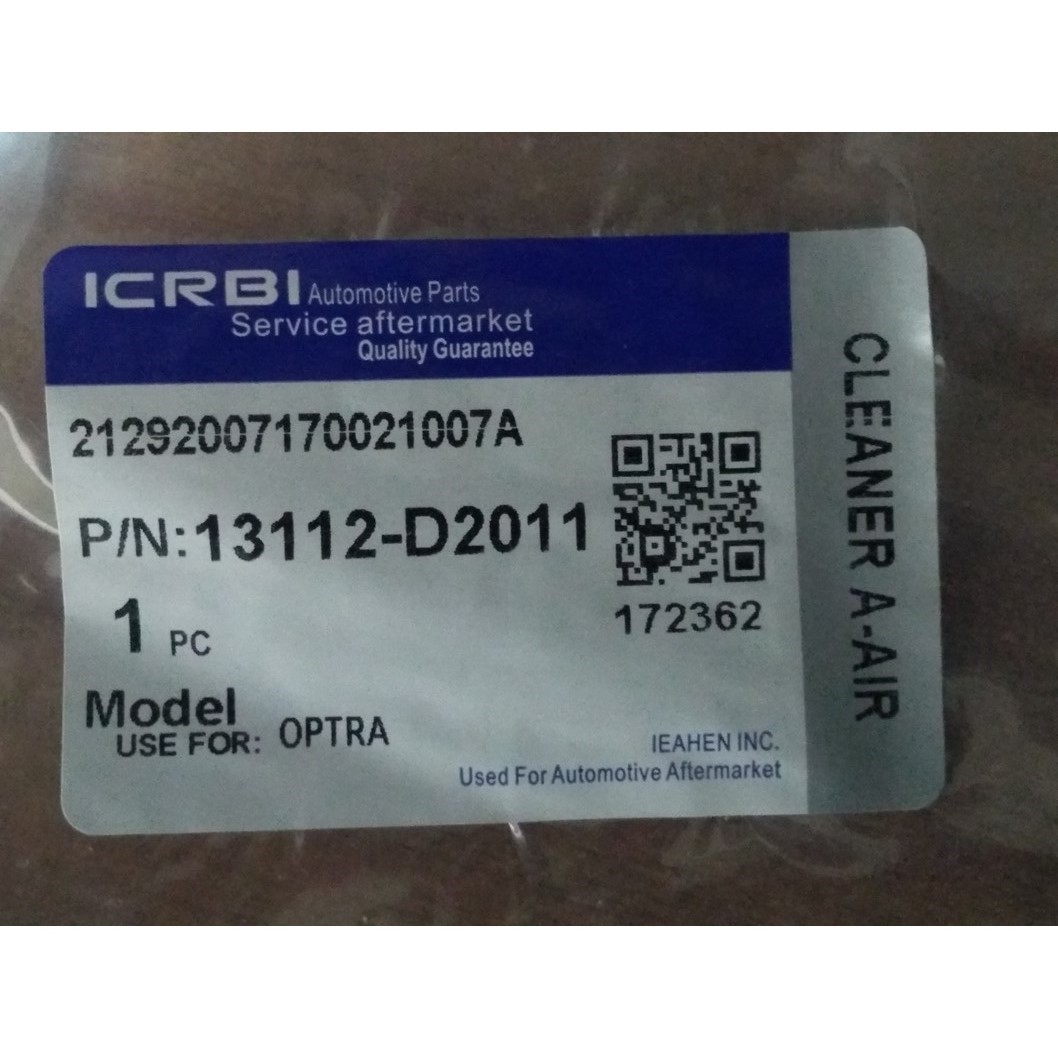 ICRBI Automotive Parts
Service aftermarket
Quality Guarantee
21292007170021007A
P/N:13112-D2011
172362
1 PC
Model
USE FOR: OPTRA
IEAHEN INC.
Used For Automotive Aftermarket
CLEANER A-AIR